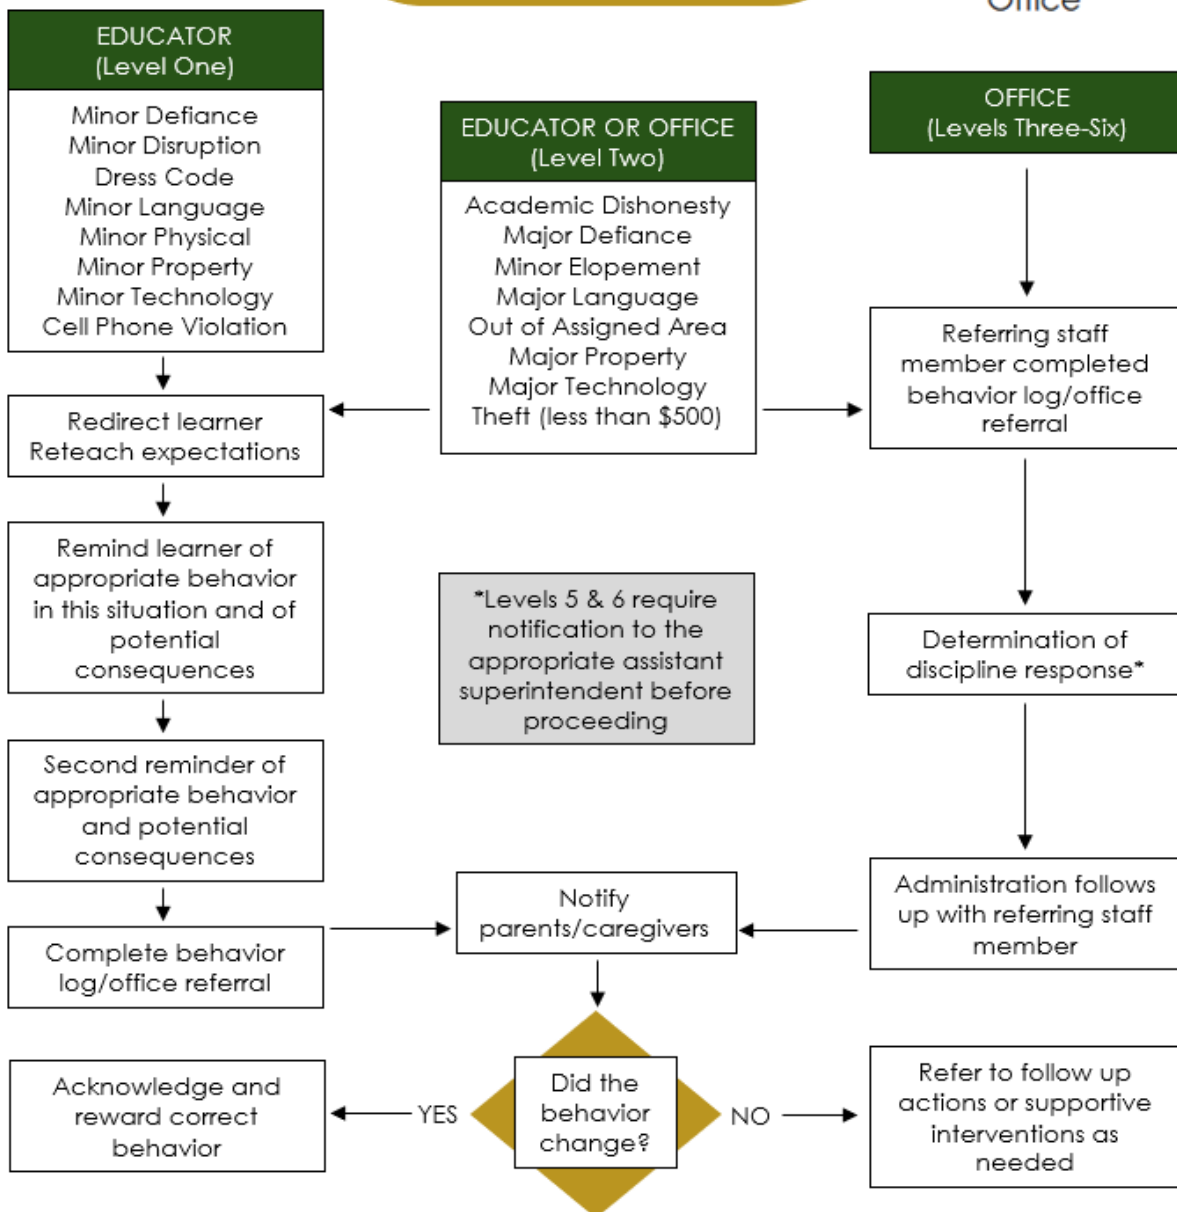 Office
EDUCATOR
(Level One)
Minor Defiance
Minor Disruption
Dress Code
Minor Language
Minor Physical
Minor Property
Minor Technology
Cell Phone Violation
EDUCATOR OR OFFICE
(Level Two)
Academic Dishonesty
Major Defiance
Minor Elopement
Major Language
Out of Assigned Area
Major Property
Major Technology
Theft (less than $500)
OFFICE
(Levels Three-Six)
Redirect learner
Reteach expectations
Referring staff
member completed
behavior log/office
referral
Remind learner of
appropriate behavior
in this situation and of
potential
consequences
*Levels 5 & 6 require
notification to the
appropriate assistant
superintendent before
proceeding
Determination of
discipline response*
Second reminder of
appropriate behavior
and potential
consequences
Complete behavior
log/office referral
Notify
parents/caregivers
Administration follows
up with referring staff
member
Acknowledge and
reward correct
behavior
YES
Did the
behavior
change?
NO
Refer to follow up
actions or supportive
interventions as
needed